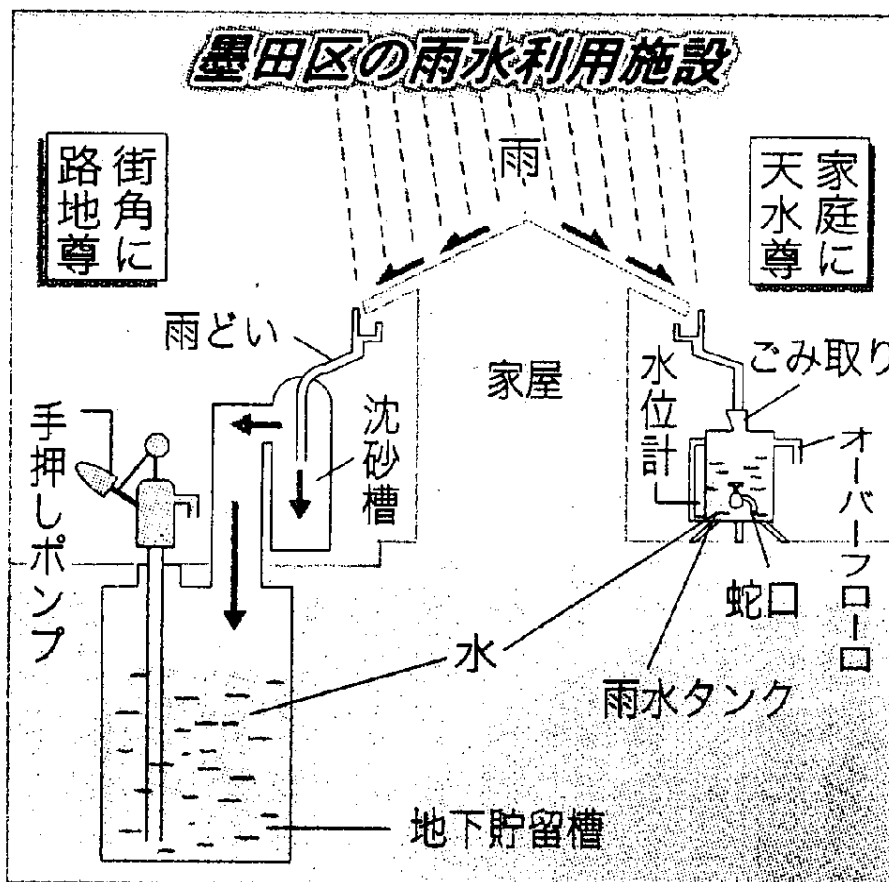 墨田区の雨水利用施設
雨
街角に
路地尊
家庭に
天水尊
雨どい
家屋
沈砂槽
手押しポンプ
水位計
ごみ取り
オーバーフロー口
蛇口
水
雨水タンク
地下貯留槽